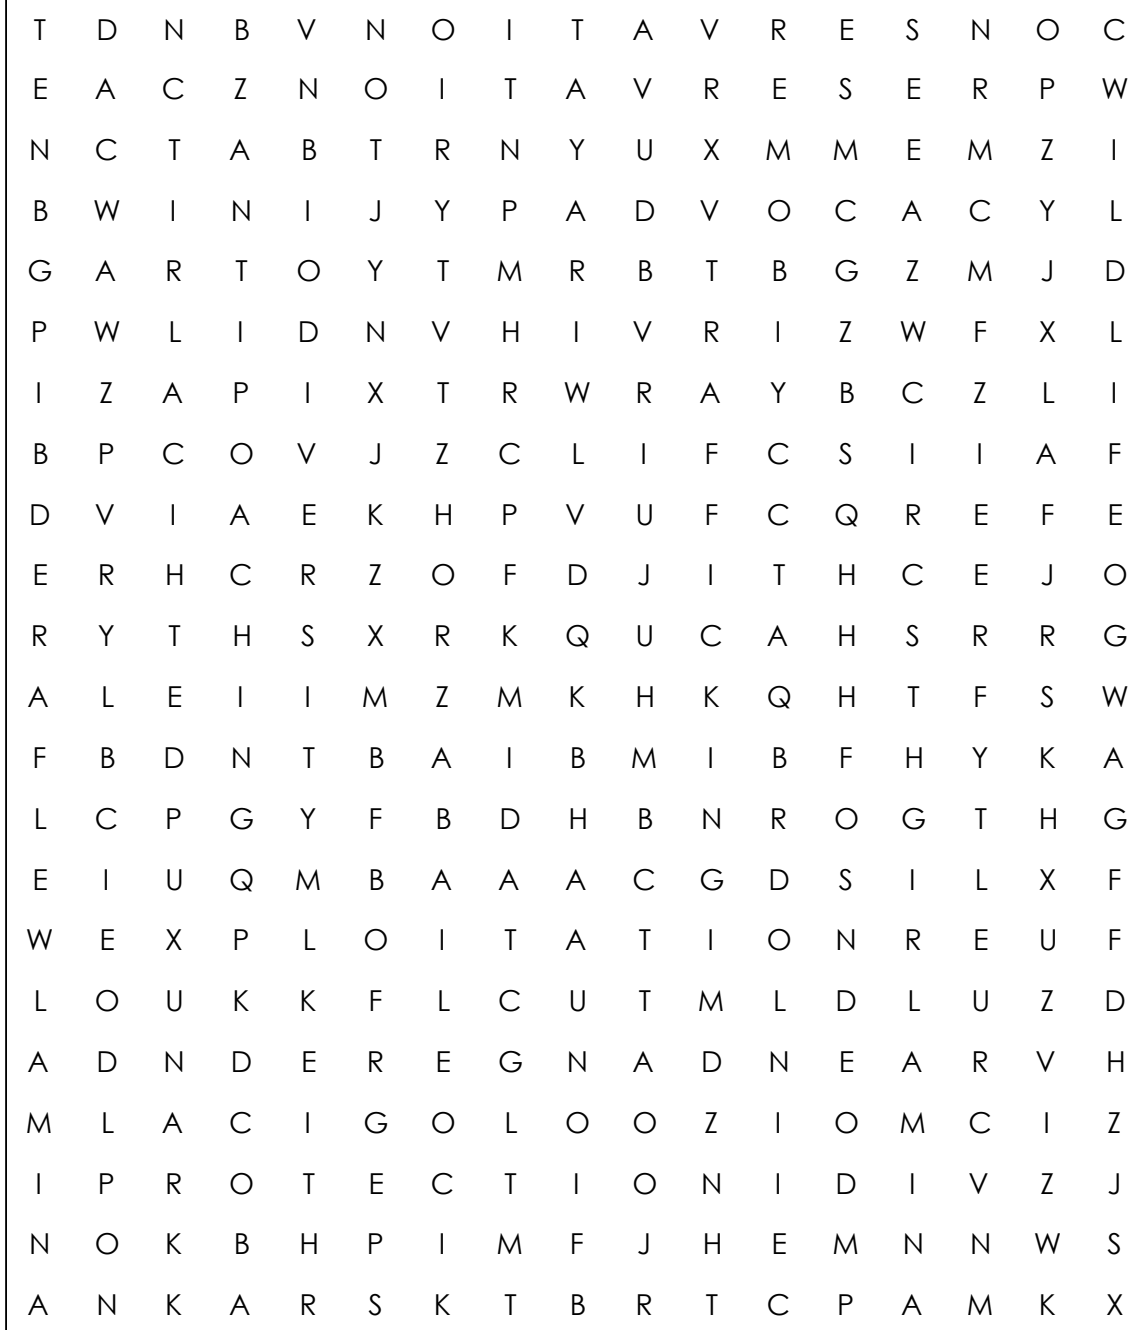 T D N B V N O I T A V R E S N O C
E A C Z N O I T A V R E S E R P W
N C T A B T R N Y U X M M E M Z I
B W I N I J Y P A D V O C A C Y L
G A R T O Y T M R B T B G Z M J D
P W L I D N V H I V R I Z W F X L
I Z A P I X T R W R A Y B C Z L I
B P C O V J Z C L I F C S I I A F
D V I A E K H P V U F C Q R E F E
E R H C R Z O F D J I T H C E J O
R Y T H S X R K Q U C A H S R R G
A L E I I M Z M K H K Q H T F S W
F B D N T B A I B M I B F H Y K A
L C P G Y F B D H B N R O G T H G
E I U Q M B A A A C G D S I L X F
W E X P L O I T A T I O N R E U F
L O U K K F L C U T M L D L U Z D
A D N D E R E G N A D N E A R V H
M L A C I G O L O O Z I O M C I Z
I P R O T E C T I O N I D I V Z J
N O K B H P I M F J H E M N N W S
A N K A R S K T B R T C P A M K X